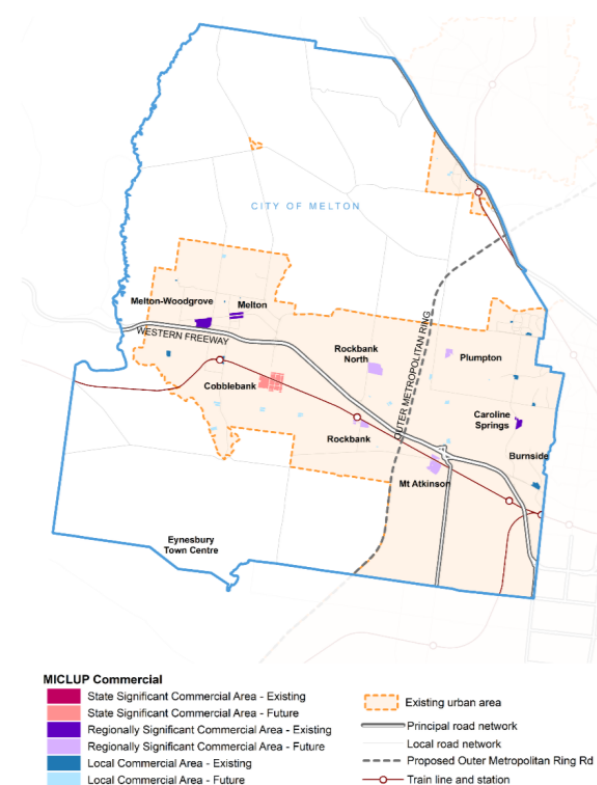 CITY OF MELTON
Melton-Woodgrove
Melton
WESTERN FREEWAY
Rockbank
North
OUTER METROPOLITAN RING
Plumpton
Cobblebank
Caroline
Springs
Rockbank
Burnside
Mt Atkinson
Eynesbury
Town Centre
MICLUP Commercial
State Significant Commercial Area - Existing
State Significant Commercial Area - Future
Regionally Significant Commercial Area - Existing
Regionally Significant Commercial Area - Future
Local Commercial Area - Existing
Local Commercial Area - Future
Existing urban area
Principal road network
Local road network
Proposed Outer Metropolitan Ring Rd
Train line and station